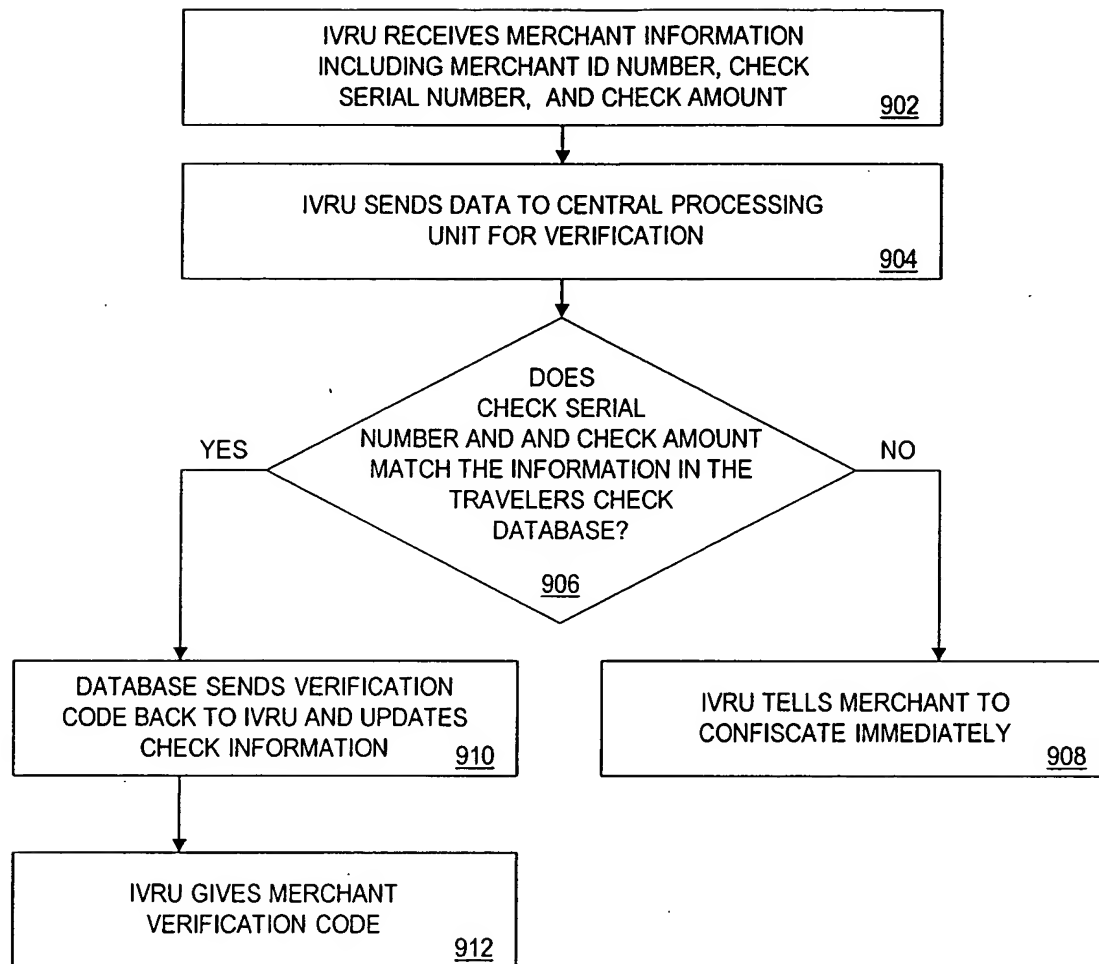 IVRU RECEIVES MERCHANT INFORMATION
INCLUDING MERCHANT ID NUMBER, CHECK
SERIAL NUMBER, AND CHECK AMOUNT
902
IVRU SENDS DATA TO CENTRAL PROCESSING
UNIT FOR VERIFICATION
904
DOES
CHECK SERIAL
NUMBER AND AND CHECK AMOUNT
MATCH THE INFORMATION IN THE
TRAVELERS CHECK
DATABASE?
906
YES
NO
DATABASE SENDS VERIFICATION
CODE BACK TO IVRU AND UPDATES
CHECK INFORMATION
910
IVRU TELLS MERCHANT TO
CONFISCATE IMMEDIATELY
908
IVRU GIVES MERCHANT
VERIFICATION CODE
912